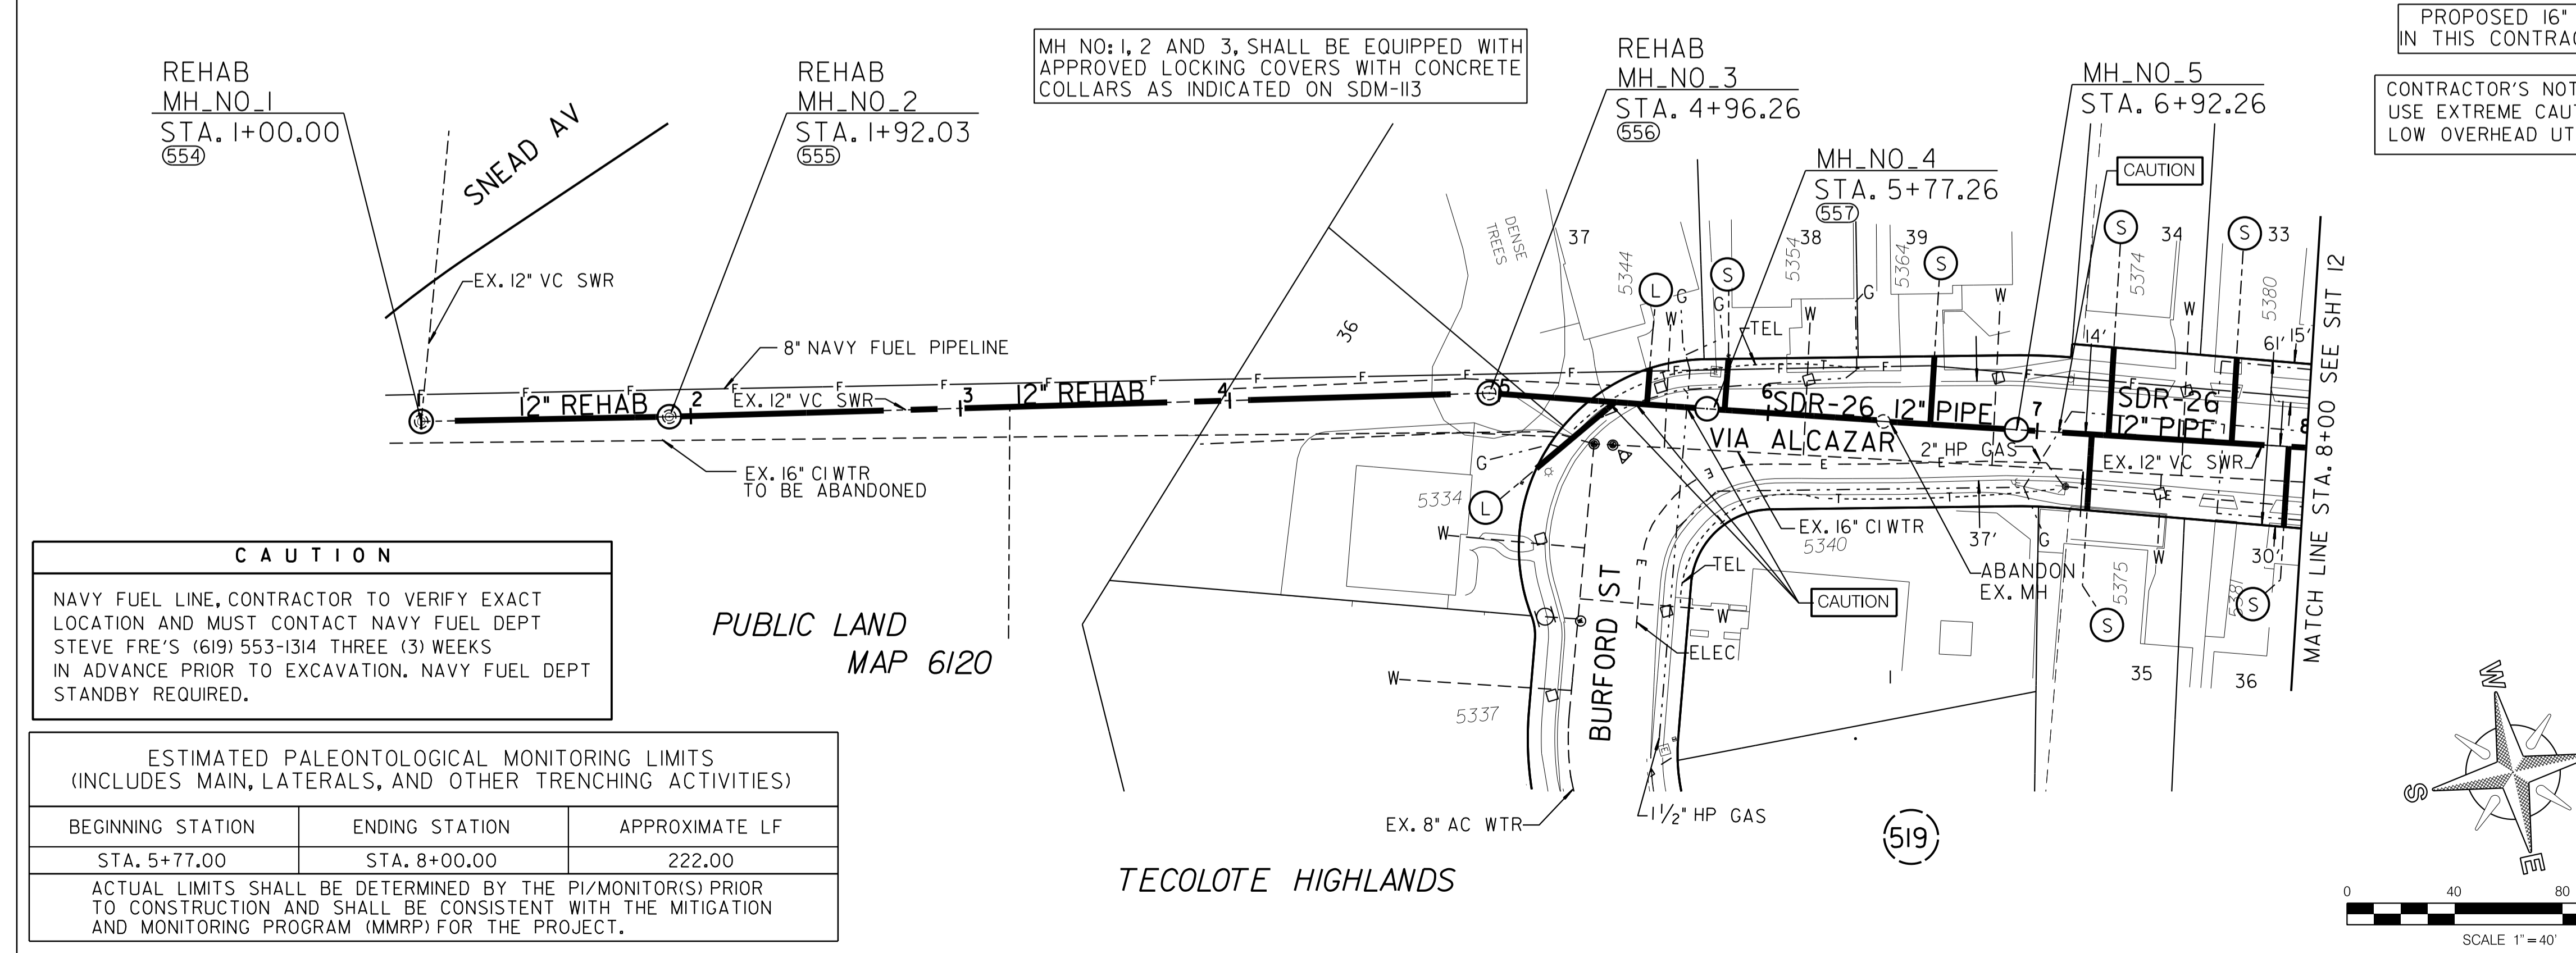 REHAB
MH_NO_1
STA. 1+00.00
554
SNEAD AV
REHAB
MH_NO_2
STA. 1+92.03
555
MH NO: 1, 2 AND 3, SHALL BE EQUIPPED WITH
APPROVED LOCKING COVERS WITH CONCRETE
COLLARS AS INDICATED ON SDM-113
REHAB
MH_NO_3
STA. 4+96.26
556
MH_NO_4
STA. 5+77.26
557
MH_NO_5
STA. 6+92.26
CAUTION
PROPOSED 16"
IN THIS CONTRA
CONTRACTOR'S NOT
USE EXTREME CAU
LOW OVERHEAD UT
EX. 12" VC SWR
8" NAVY FUEL PIPELINE
12" REHAB
2
EX. 12" VC SWR
3
12" REHAB
4
5
EX. 16" CI WTR
TO BE ABANDONED
36
DENSE
TREES
37
5344
L
S
38
5354
39
5364
S
S
34
5374
S
33
5380
TEL
G
W
14'
61'
15'
6
SDR-26 12" PIPE
7
SDR-26
12" PIPE
8
VIA ALCAZAR
2" HP GAS
EX. 12" VC SWR
MATCH LINE STA. 8+00 SEE SHT 12
5334
L
EX. 16" CI WTR
5340
37'
G
ABANDON
EX. MH
TEL
CAUTION
ELEC
BURFORD ST
W
5337
5375
S
5381
S
30'
35
36
1
EX. 8" AC WTR
1 1/2" HP GAS
519
PUBLIC LAND
MAP 6120
TECOLOTE HIGHLANDS
CAUTION
NAVY FUEL LINE, CONTRACTOR TO VERIFY EXACT
LOCATION AND MUST CONTACT NAVY FUEL DEPT
STEVE FRE'S (619) 553-1314 THREE (3) WEEKS
IN ADVANCE PRIOR TO EXCAVATION. NAVY FUEL DEPT
STANDBY REQUIRED.
ESTIMATED PALEONTOLOGICAL MONITORING LIMITS
(INCLUDES MAIN, LATERALS, AND OTHER TRENCHING ACTIVITIES)
BEGINNING STATION ENDING STATION APPROXIMATE LF
STA. 5+77.00 STA. 8+00.00 222.00
ACTUAL LIMITS SHALL BE DETERMINED BY THE PI/MONITOR(S) PRIOR
TO CONSTRUCTION AND SHALL BE CONSISTENT WITH THE MITIGATION
AND MONITORING PROGRAM (MMRP) FOR THE PROJECT.
W
S
E
0 40 80
SCALE 1" = 40'